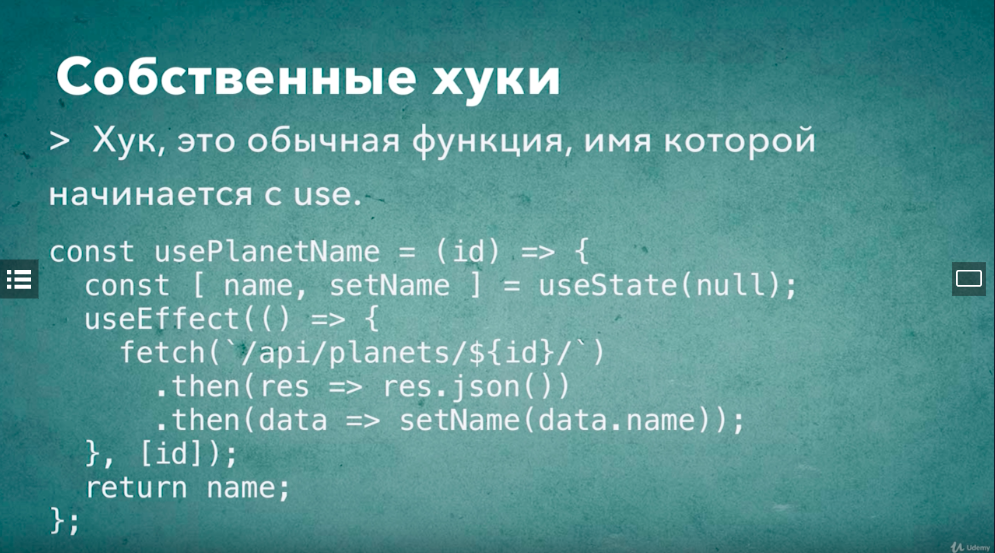 Собственные хуки
> Хук, это обычная функция, имя которой
начинается с use.
const usePlanetName = (id) => {
  const [ name, setName ] = useState(null);
  useEffect(() => {
    fetch(`/api/planets/${id}/`)
      .then(res => res.json())
      .then(data => setName(data.name));
  }, [id]);
  return name;
};
Udemy